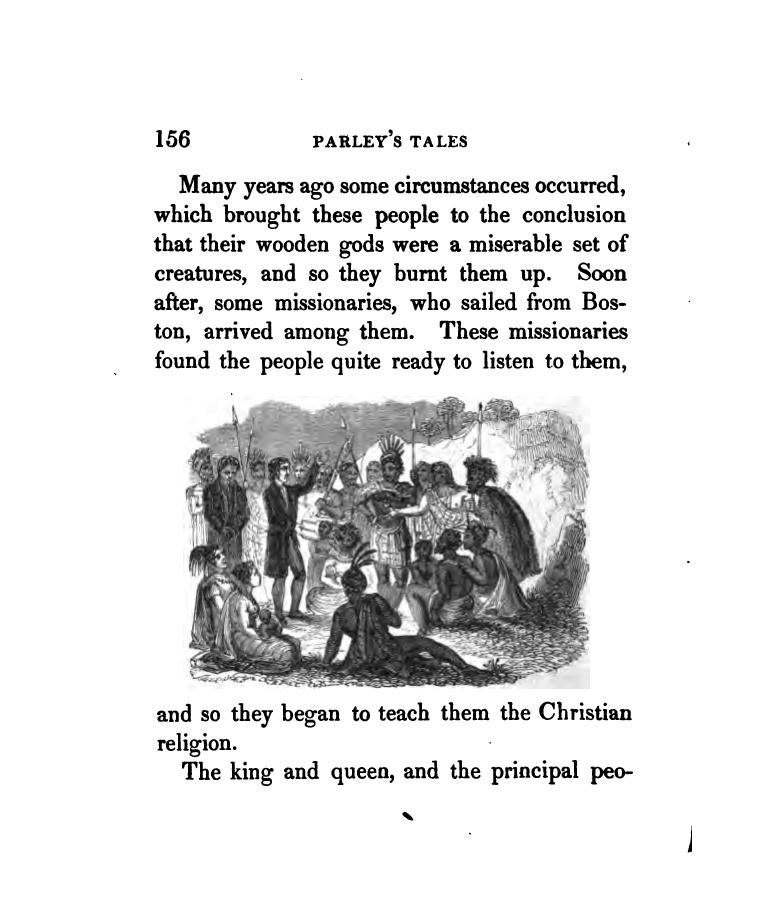 156 PARLEY'S TALES
Many years ago some circumstances occurred,
which brought these people to the conclusion
that their wooden gods were a miserable set of
creatures, and so they burnt them up. Soon
after, some missionaries, who sailed from Bos-
ton, arrived among them. These missionaries
found the people quite ready to listen to them,
and so they began to teach them the Christian
religion.
The king and queen, and the principal peo-